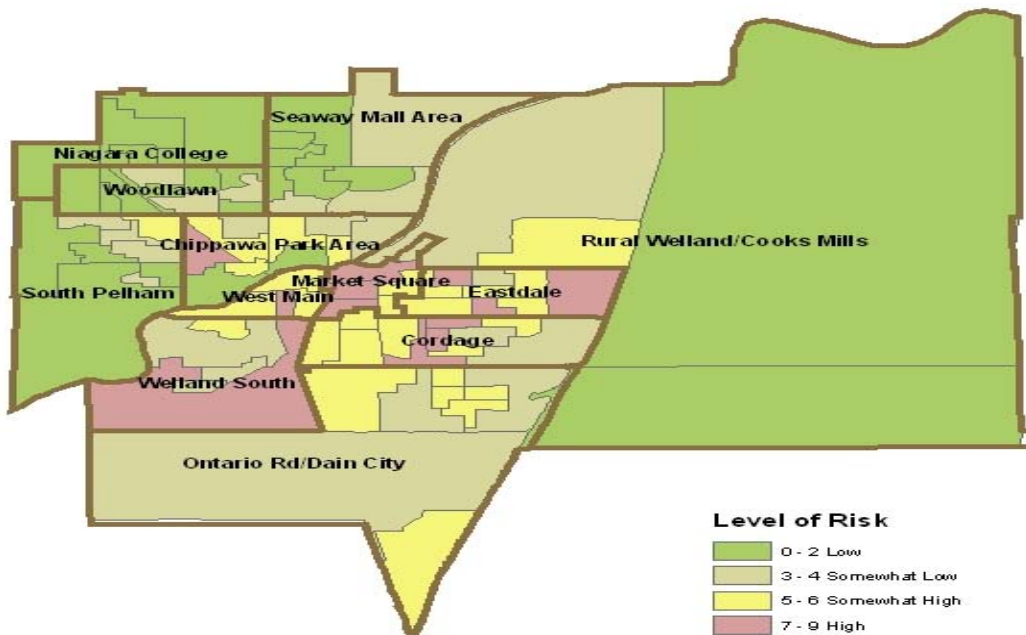 Seaway Mall Area
Niagara College
Woodlawn
Chippawa Park Area
Rural Welland/Cooks Mills
Market Square
South Pelham
West Main
Eastdale
Cordage
Welland South
Ontario Rd/Dain City
Level of Risk
0 - 2 Low
3 - 4 Somewhat Low
5 - 6 Somewhat High
7 - 9 High